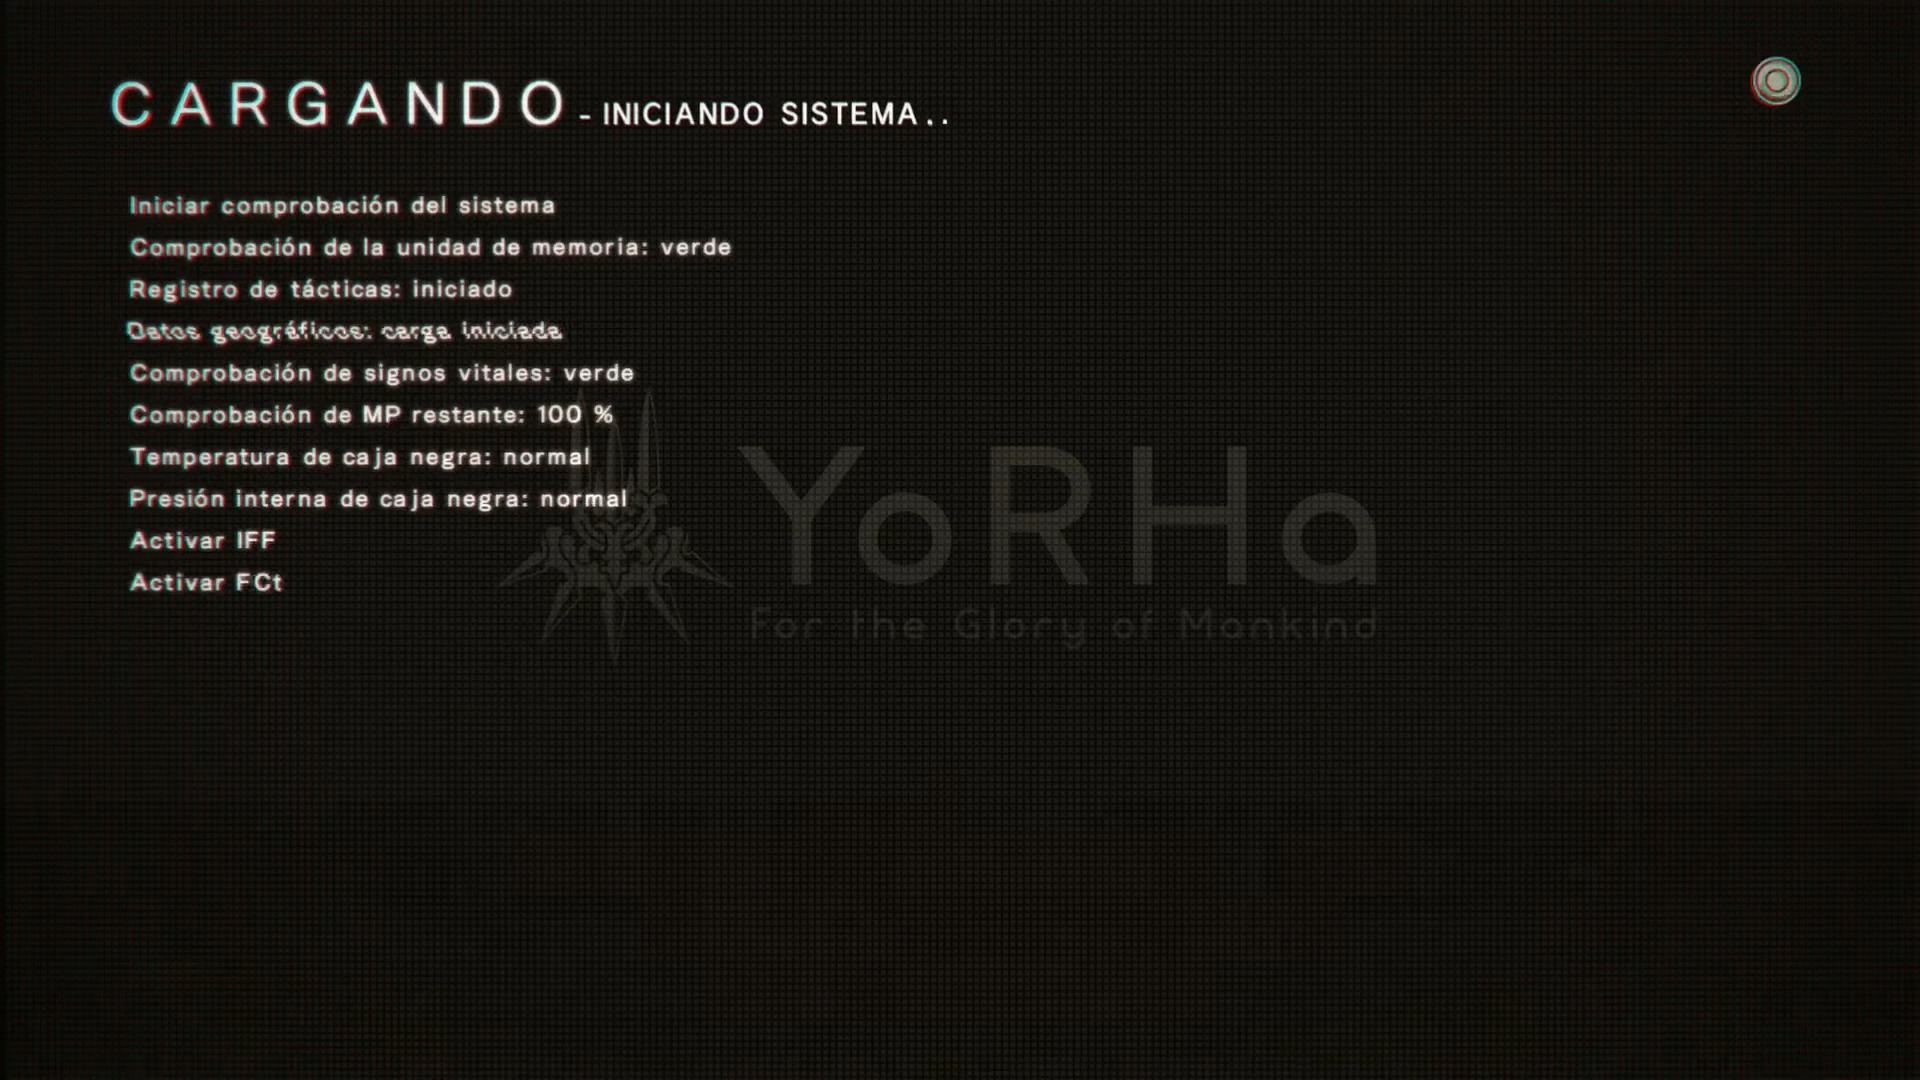 CARGANDO - INICIANDO SISTEMA..
Iniciar comprobación del sistema
Comprobación de la unidad de memoria: verde
Registro de tácticas: iniciado
Datos geográficos: carga iniciada
Comprobación de signos vitales: verde
Comprobación de MP restante: 100 %
Temperatura de caja negra: normal
Presión interna de caja negra: normal
Activar IFF
Activar FCt
YoRHa
For the Glory of Mankind